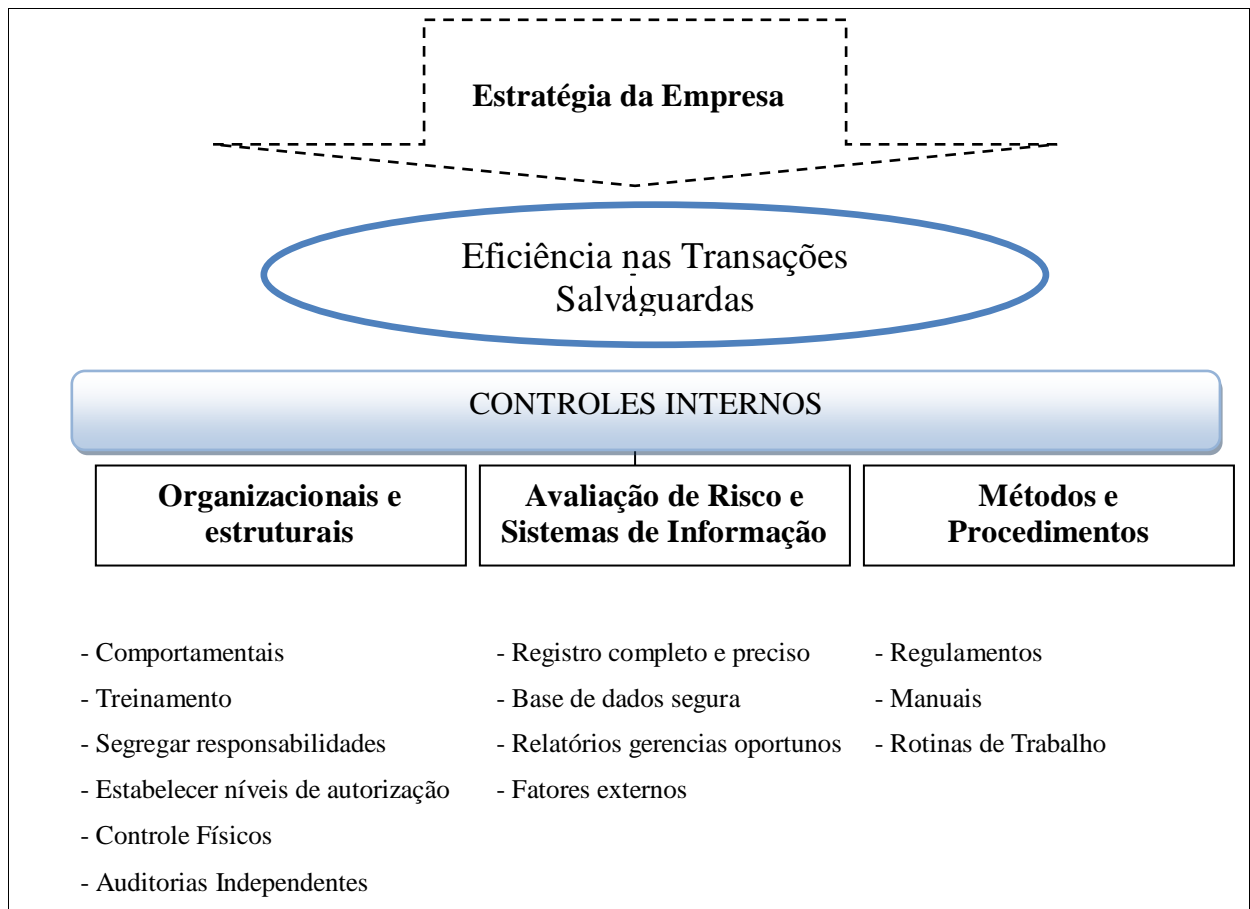 Estratégia da Empresa
Eficiência nas Transações
Salvaguardas
CONTROLES INTERNOS
Organizacionais e
estruturais
Avaliação de Risco e
Sistemas de Informação
Métodos e
Procedimentos
- Comportamentais
- Treinamento
- Segregar responsabilidades
- Estabelecer níveis de autorização
- Controle Físicos
- Auditorias Independentes
- Registro completo e preciso
- Base de dados segura
- Relatórios gerencias oportunos
- Fatores externos
- Regulamentos
- Manuais
- Rotinas de Trabalho